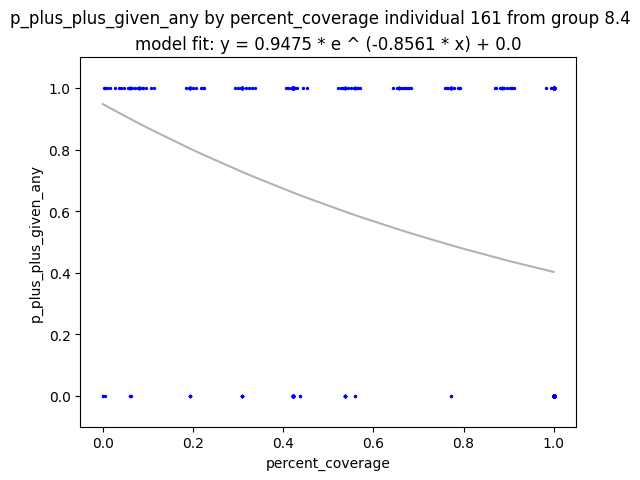 p_plus_plus_given_any by percent_coverage individual 161 from group 8.4
model fit: y = 0.9475 * e ^ (-0.8561 * x) + 0.0
1.0
0.8
0.6
0.4
0.2
0.0
p_plus_plus_given_any
0.0 0.2 0.4 0.6 0.8 1.0
percent_coverage